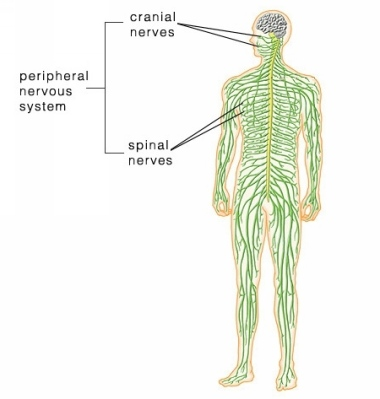 cranial
nerves
peripheral
nervous
system
spinal
nerves